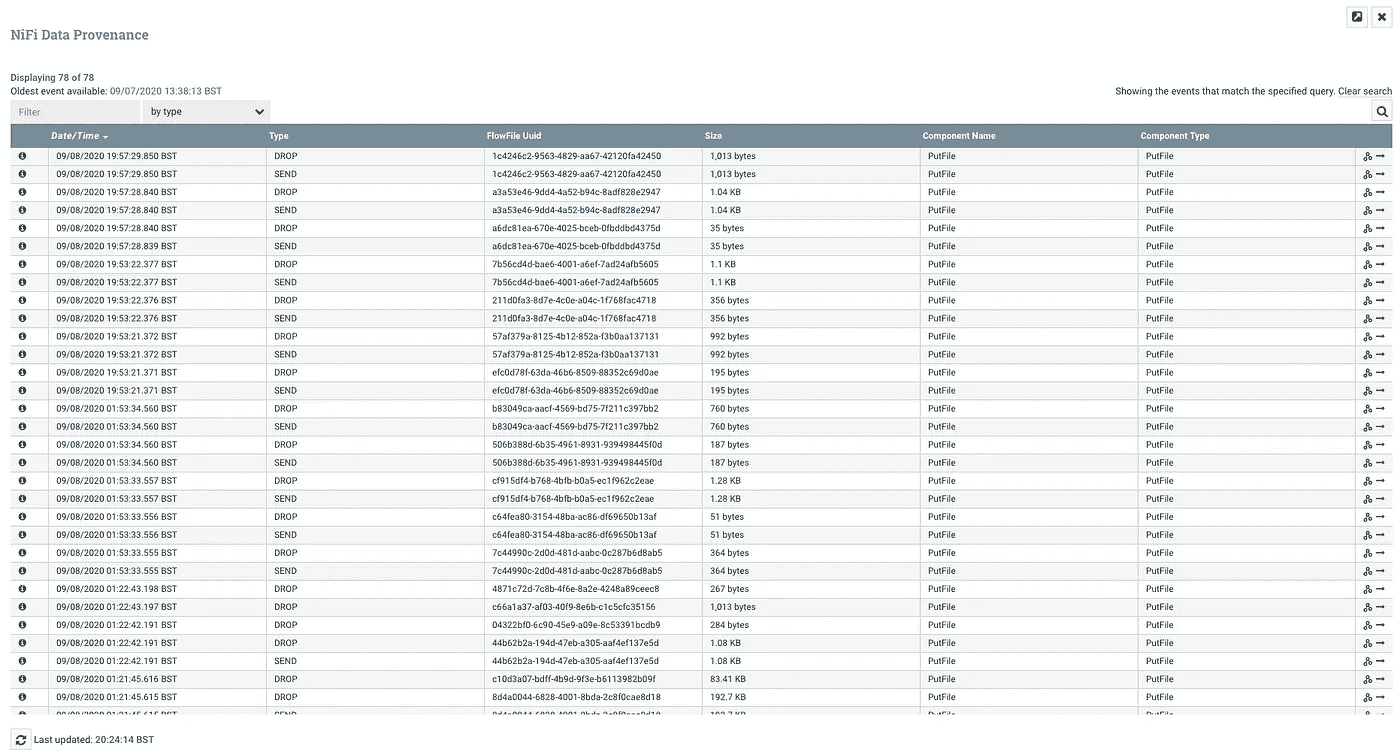 NiFi Data Provenance
Displaying 78 of 78
Oldest event available: 09/07/2020 13:38:13 BST
Showing the events that match the specified query. Clear search
Filter by type
Date/Time Type FlowFile Uuid Size Component Name Component Type
09/08/2020 19:57:29.850 BST DROP 1c4246c2-9563-4829-aa67-42120fa42450 1,013 bytes PutFile PutFile
09/08/2020 19:57:29.850 BST SEND 1c4246c2-9563-4829-aa67-42120fa42450 1,013 bytes PutFile PutFile
09/08/2020 19:57:28.840 BST DROP a3a53e46-9dd4-4a52-b94c-8adf828e2947 1.04 KB PutFile PutFile
09/08/2020 19:57:28.840 BST SEND a3a53e46-9dd4-4a52-b94c-8adf828e2947 1.04 KB PutFile PutFile
09/08/2020 19:57:28.840 BST DROP a6dc81ea-670e-4025-bceb-0fbddbd4375d 35 bytes PutFile PutFile
09/08/2020 19:57:28.839 BST SEND a6dc81ea-670e-4025-bceb-0fbddbd4375d 35 bytes PutFile PutFile
09/08/2020 19:53:22.377 BST DROP 7b56cd4d-bae6-4001-a6ef-7ad24afb5605 1.1 KB PutFile PutFile
09/08/2020 19:53:22.377 BST SEND 7b56cd4d-bae6-4001-a6ef-7ad24afb5605 1.1 KB PutFile PutFile
09/08/2020 19:53:22.376 BST DROP 211d0fa3-8d7e-4c0e-a04c-1f768fac4718 356 bytes PutFile PutFile
09/08/2020 19:53:22.376 BST SEND 211d0fa3-8d7e-4c0e-a04c-1f768fac4718 356 bytes PutFile PutFile
09/08/2020 19:53:21.372 BST DROP 57af379a-8125-4b12-852a-f3b0aa137131 992 bytes PutFile PutFile
09/08/2020 19:53:21.372 BST SEND 57af379a-8125-4b12-852a-f3b0aa137131 992 bytes PutFile PutFile
09/08/2020 19:53:21.371 BST DROP efc0d78f-63da-46b6-8509-88352c69d0ae 195 bytes PutFile PutFile
09/08/2020 19:53:21.371 BST SEND efc0d78f-63da-46b6-8509-88352c69d0ae 195 bytes PutFile PutFile
09/08/2020 01:53:34.560 BST DROP b83049ca-aacf-4569-bd75-7f211c397bb2 760 bytes PutFile PutFile
09/08/2020 01:53:34.560 BST SEND b83049ca-aacf-4569-bd75-7f211c397bb2 760 bytes PutFile PutFile
09/08/2020 01:53:34.560 BST DROP 506b388d-6b35-4961-8931-939498445f0d 187 bytes PutFile PutFile
09/08/2020 01:53:34.560 BST SEND 506b388d-6b35-4961-8931-939498445f0d 187 bytes PutFile PutFile
09/08/2020 01:53:33.557 BST DROP cf915df4-b768-4bfb-b0a5-ec1f962c2eae 1.28 KB PutFile PutFile
09/08/2020 01:53:33.557 BST SEND cf915df4-b768-4bfb-b0a5-ec1f962c2eae 1.28 KB PutFile PutFile
09/08/2020 01:53:33.556 BST DROP c64fea80-3154-48ba-ac86-df69650b13af 51 bytes PutFile PutFile
09/08/2020 01:53:33.556 BST SEND c64fea80-3154-48ba-ac86-df69650b13af 51 bytes PutFile PutFile
09/08/2020 01:53:33.555 BST DROP 7c44990c-2d0d-481d-aabc-0c287b6d8ab5 364 bytes PutFile PutFile
09/08/2020 01:53:33.555 BST SEND 7c44990c-2d0d-481d-aabc-0c287b6d8ab5 364 bytes PutFile PutFile
09/08/2020 01:22:43.198 BST DROP 4871c72d-7c8b-4f6e-8a2e-4248a89ceec8 267 bytes PutFile PutFile
09/08/2020 01:22:43.197 BST DROP c66a1a37-af03-40f9-8e6b-c1c5cfc35156 1,013 bytes PutFile PutFile
09/08/2020 01:22:42.191 BST DROP 04322bf0-6c90-45e9-a09e-8c53391bcdb9 284 bytes PutFile PutFile
09/08/2020 01:22:42.191 BST DROP 44b62b2a-194d-47eb-a305-aaf4ef137e5d 1.08 KB PutFile PutFile
09/08/2020 01:22:42.191 BST SEND 44b62b2a-194d-47eb-a305-aaf4ef137e5d 1.08 KB PutFile PutFile
09/08/2020 01:21:45.616 BST DROP c10d3a07-bdff-4b9d-9f3e-b6113982b09f 83.41 KB PutFile PutFile
09/08/2020 01:21:45.615 BST DROP 8d4a0044-6828-4001-8bda-2c8f0cae8d18 192.7 KB PutFile PutFile
Last updated: 20:24:14 BST